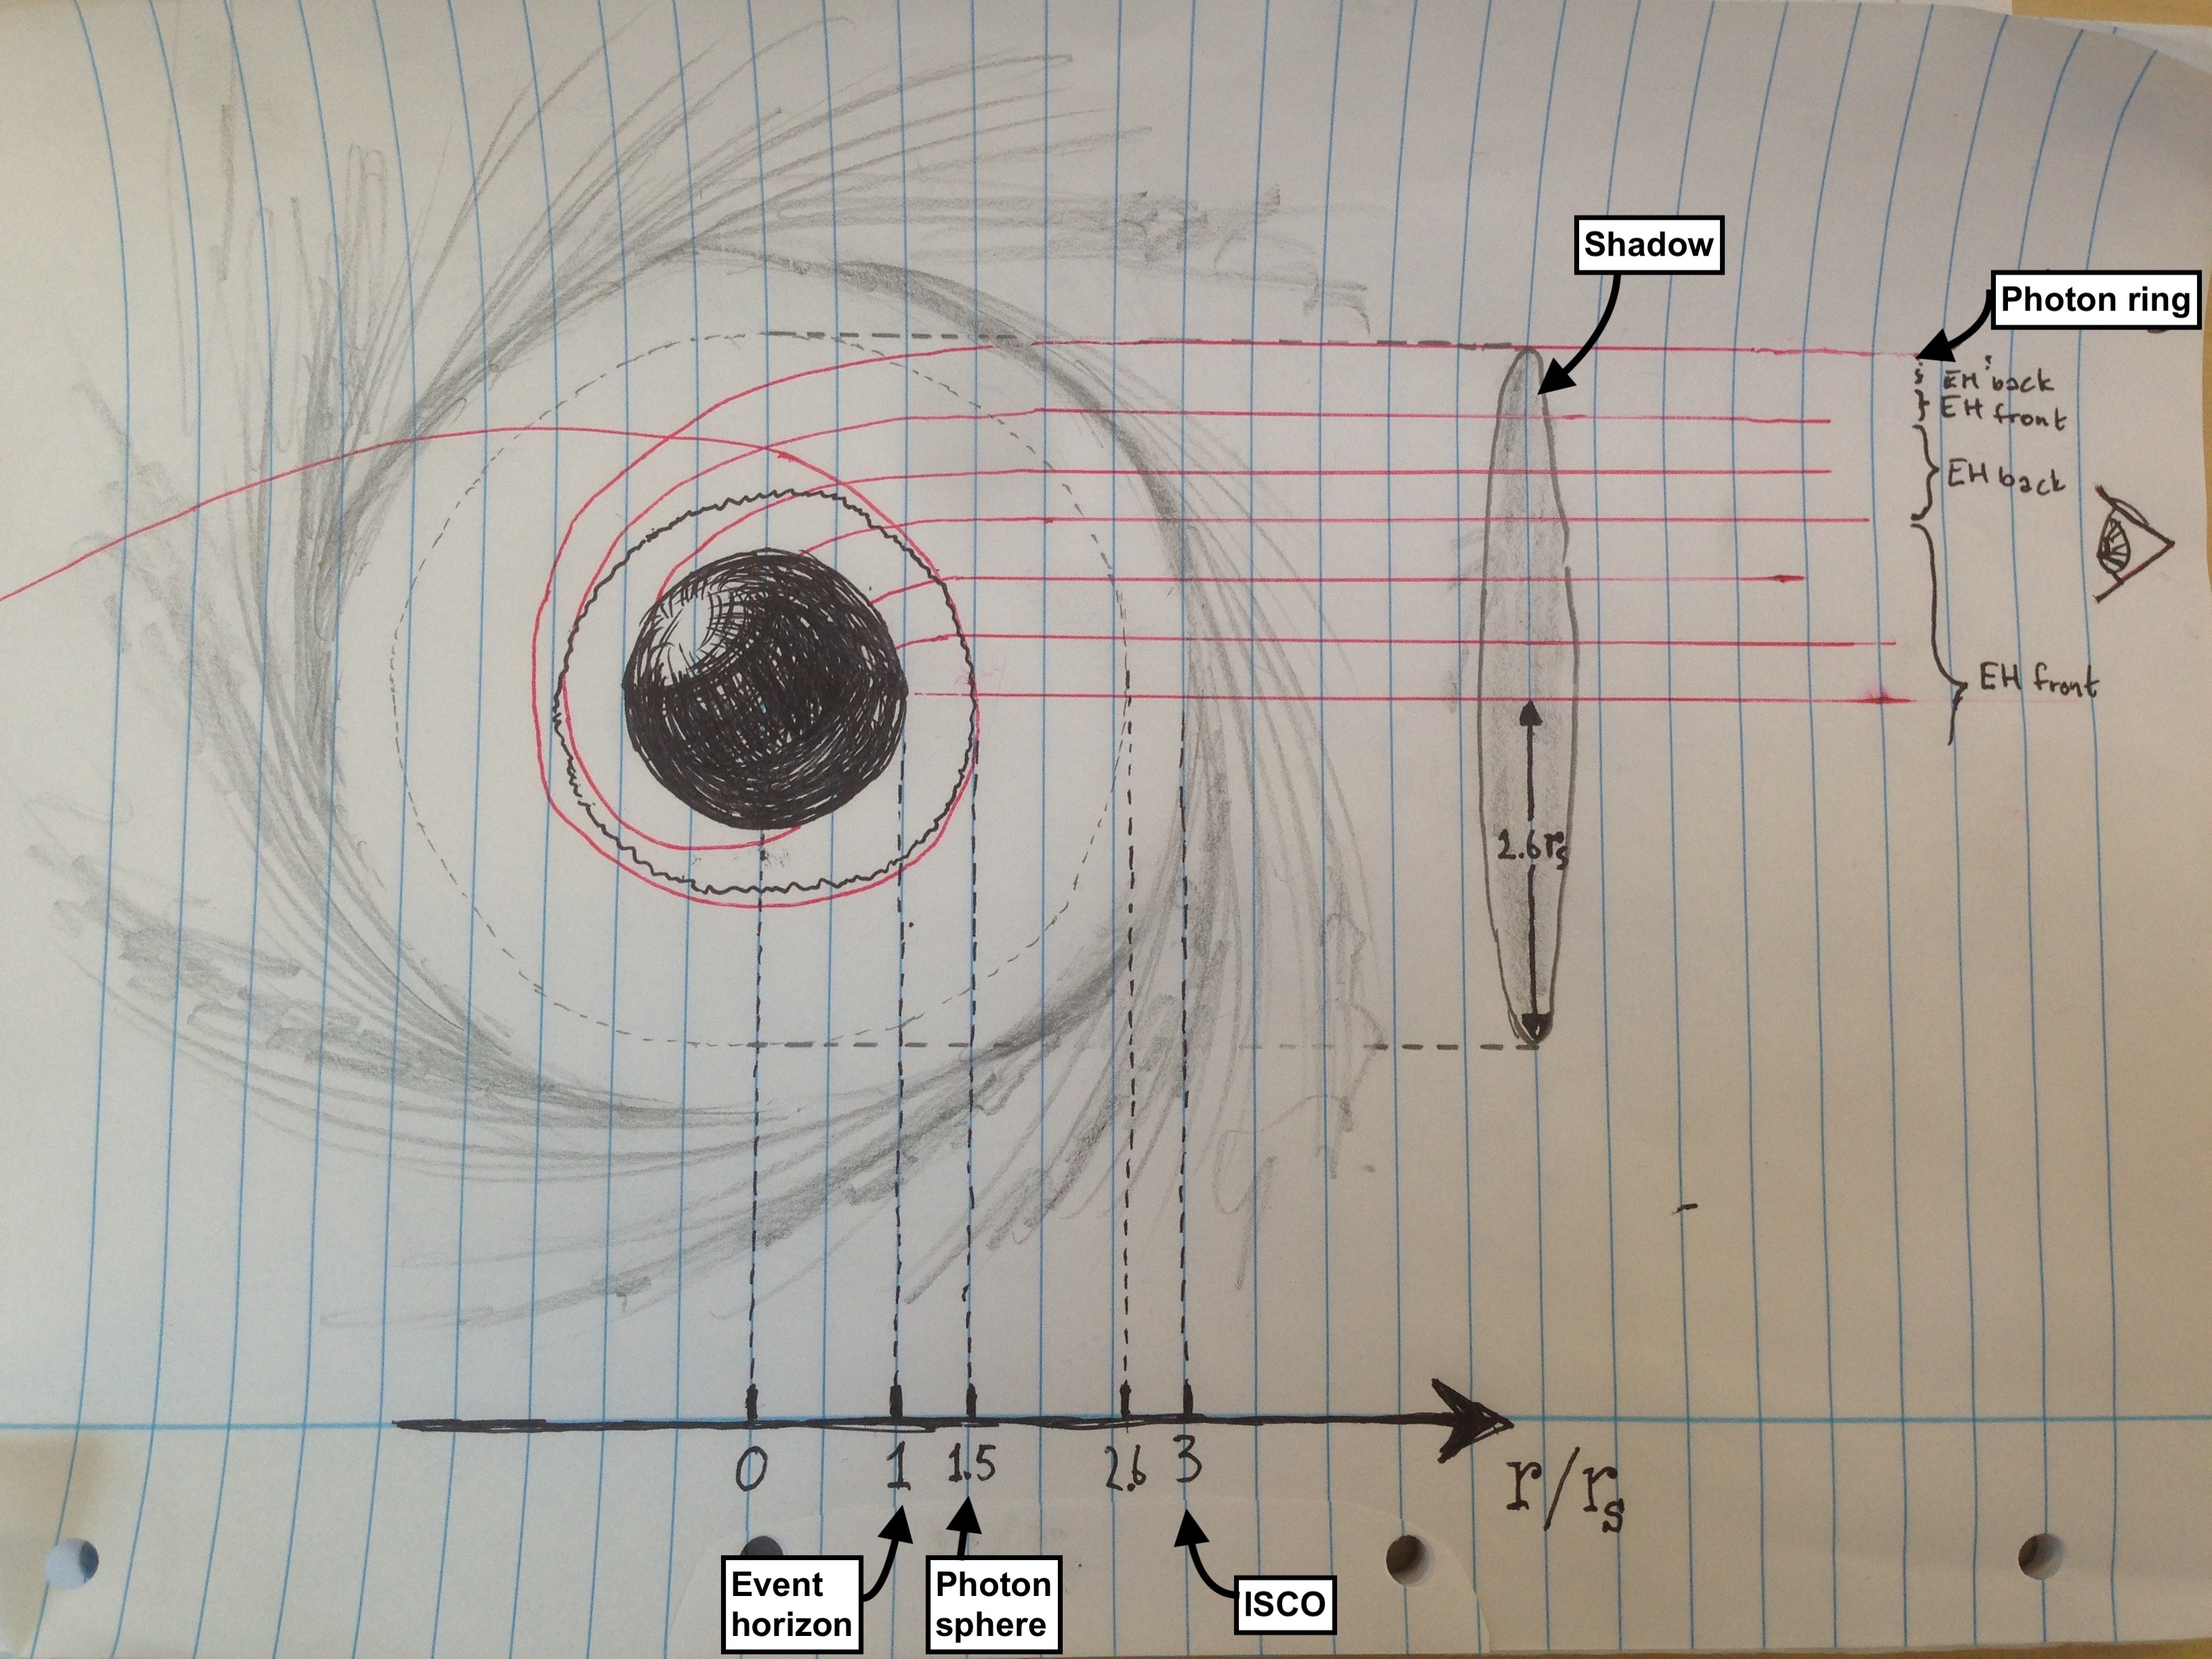 Shadow
Photon ring
EH back
EH front
EH back
EH front
2.6rs
0
1
1.5
2.6
3
r/rs
Event
horizon
Photon
sphere
ISCO